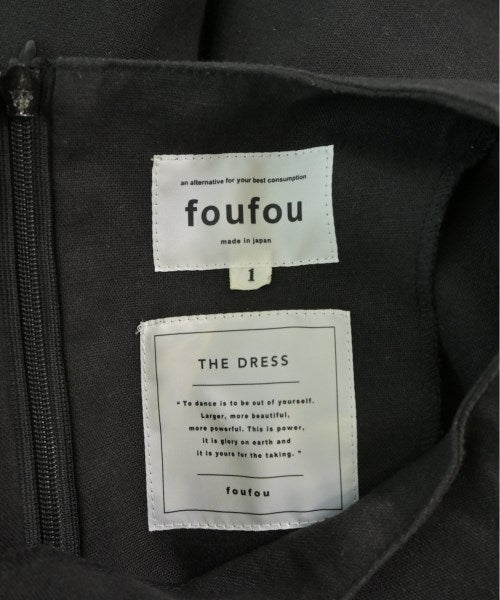 an alternative for your best consumption
foufou
made in japan
1
THE DRESS
"To dance is to be out of yourself.
Larger, more beautiful,
more powerful. This is power,
it is glory on earth and
it is yours for the taking."
foufou